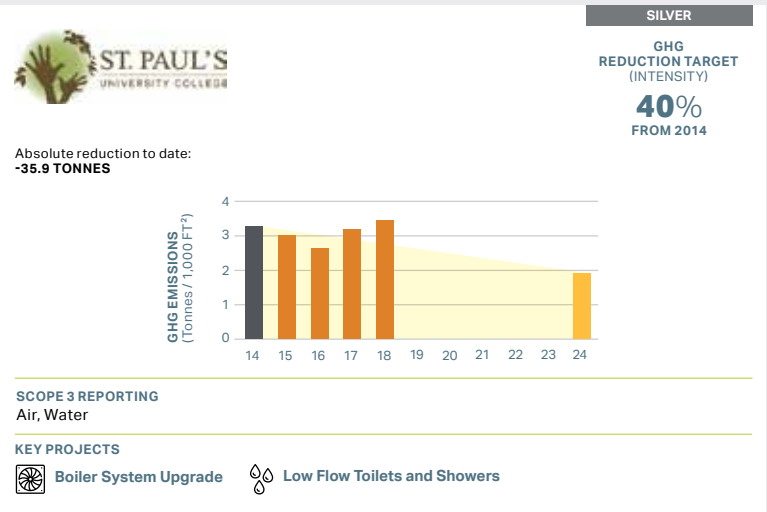 SILVER
ST. PAUL'S
UNIVERSITY COLLEGE
GHG
REDUCTION TARGET
(INTENSITY)
40%
FROM 2014
Absolute reduction to date:
-35.9 TONNES
GHG EMISSIONS
(Tonnes / 1,000 FT²)
4
3
2
1
0
14 15 16 17 18 19 20 21 22 23 24
SCOPE 3 REPORTING
Air, Water
KEY PROJECTS
Boiler System Upgrade
Low Flow Toilets and Showers